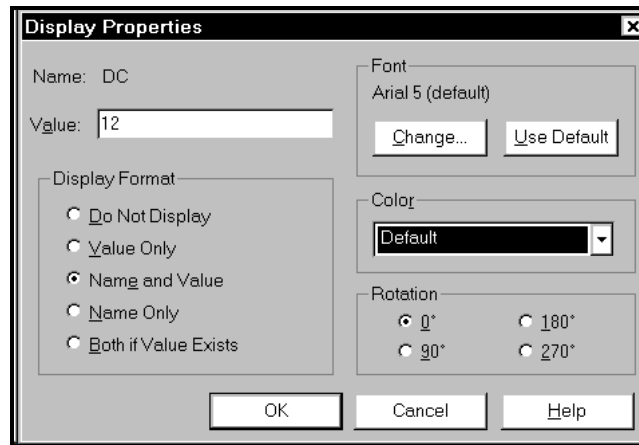 Display Properties
Name: DC
Value: 12
Display Format
Do Not Display
Value Only
Name and Value
Name Only
Both if Value Exists
Font
Arial 5 (default)
Change...
Use Default
Color
Default
Rotation
0°
180°
90°
270°
OK
Cancel
Help